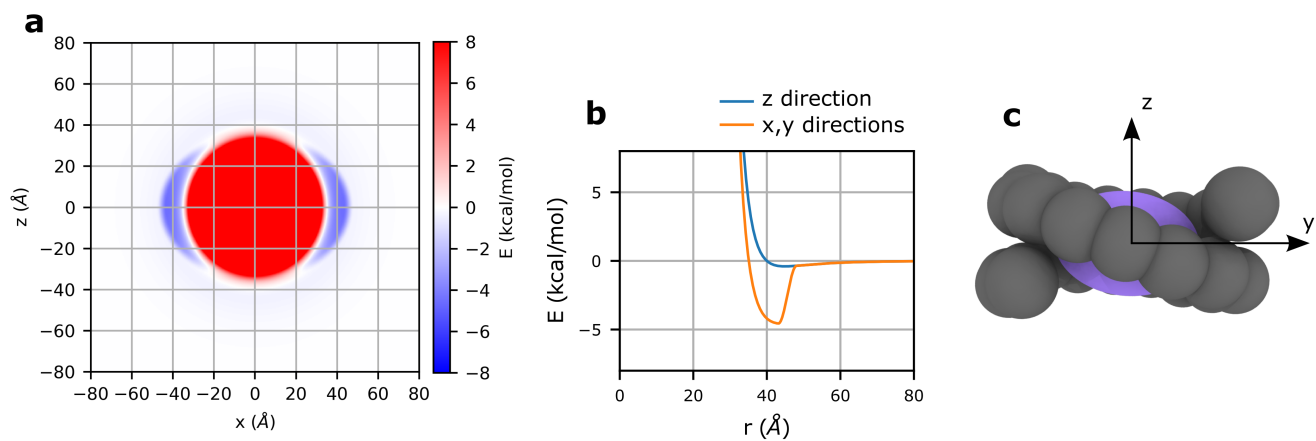 a
80
60
40
20
0
−20
−40
−60
−80
z (Å)
−80 −60 −40 −20 0 20 40 60 80
x (Å)
8
6
4
2
0
−2
−4
−6
−8
E (kcal/mol)
b
z direction
x,y directions
5
0
−5
E (kcal/mol)
0 20 40 60 80
r (Å)
c
z
y